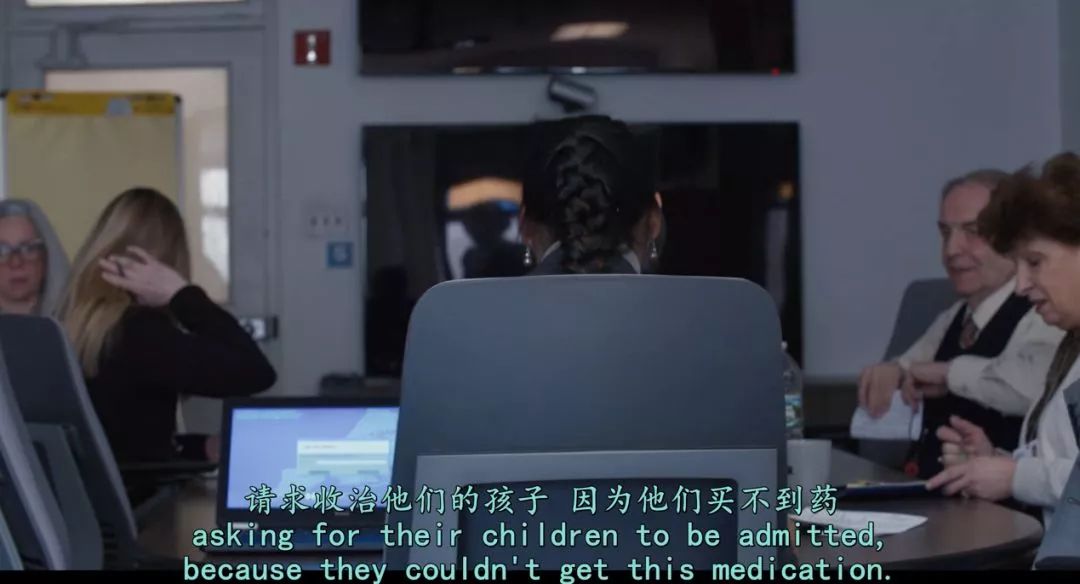 请求收治他们的孩子 因为他们买不到药
asking for their children to be admitted,
because they couldn't get this medication.